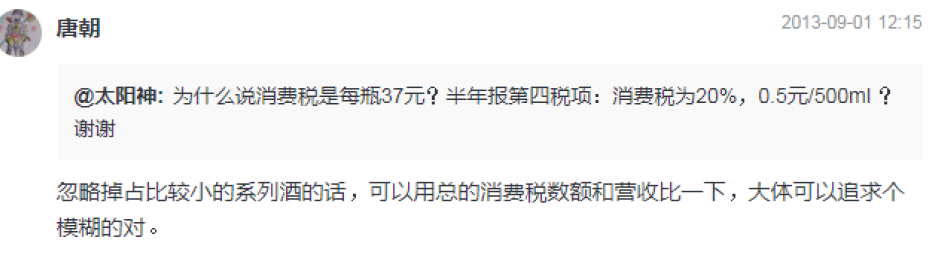 唐朝
2013-09-01 12:15
@太阳神: 为什么说消费税是每瓶37元？半年报第四税项：消费税为20%，0.5元/500ml ？
谢谢
忽略掉占比较小的系列酒的话，可以用总的消费税数额和营收比一下，大体可以追求个
模糊的对。